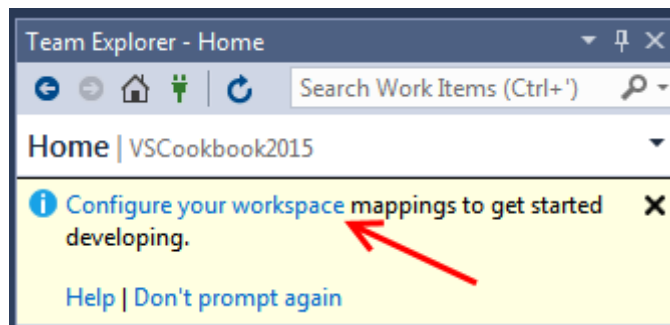 Team Explorer - Home
Search Work Items (Ctrl+')
Home | VSCookbook2015
Configure your workspace mappings to get started
developing.
Help | Don't prompt again